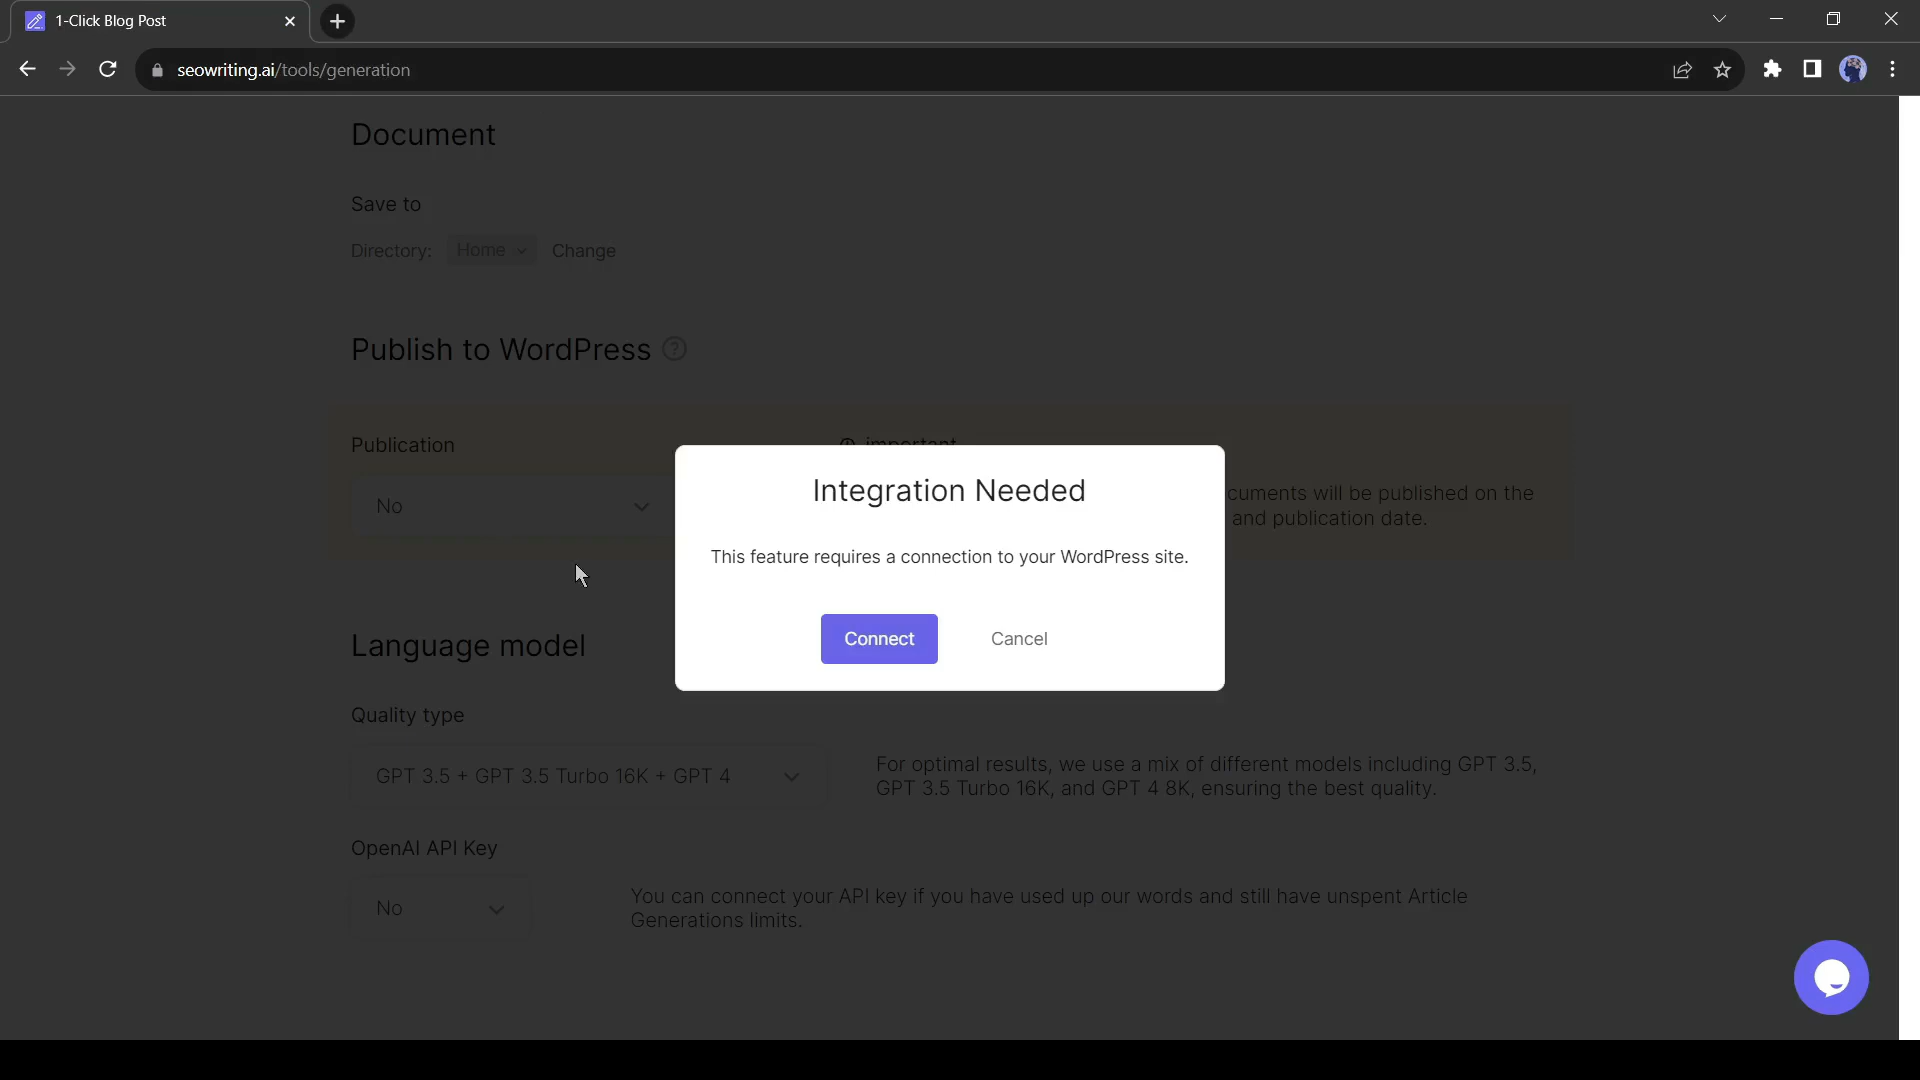 1-Click Blog Post
seowriting.ai/tools/generation
Document
Save to
Directory: Home Change
Publish to WordPress ?
Publication
important
No
cuments will be published on the
and publication date.
Integration Needed
This feature requires a connection to your WordPress site.
Connect Cancel
Language model
Quality type
GPT 3.5 + GPT 3.5 Turbo 16K + GPT 4
For optimal results, we use a mix of different models including GPT 3.5,
GPT 3.5 Turbo 16K, and GPT 4 8K, ensuring the best quality.
OpenAI API Key
No
You can connect your API key if you have used up our words and still have unspent Article
Generations limits.